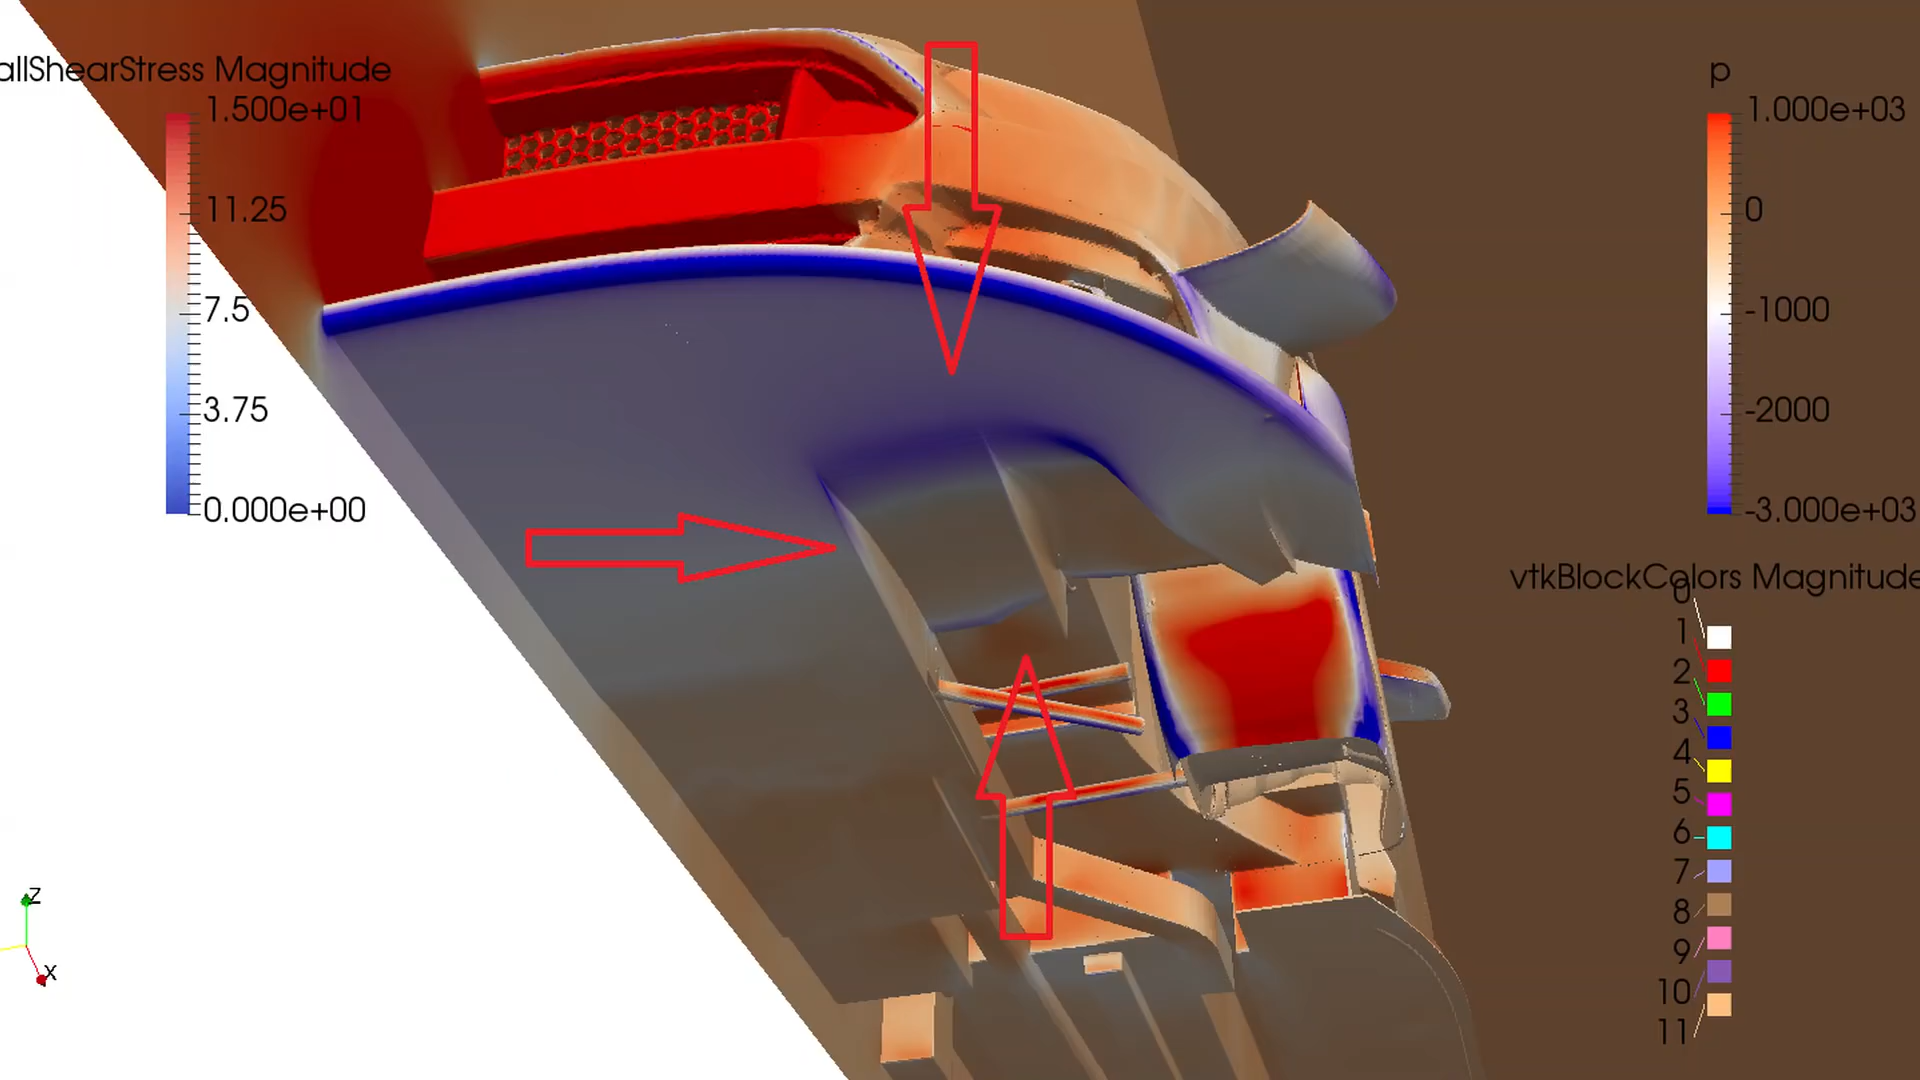 allShearStress Magnitude
1.500e+01
11.25
7.5
3.75
0.000e+00
p
1.000e+03
0
-1000
-2000
-3.000e+03
vtkBlockColors Magnitude
0
1
2
3
4
5
6
7
8
9
10
11
Z
X